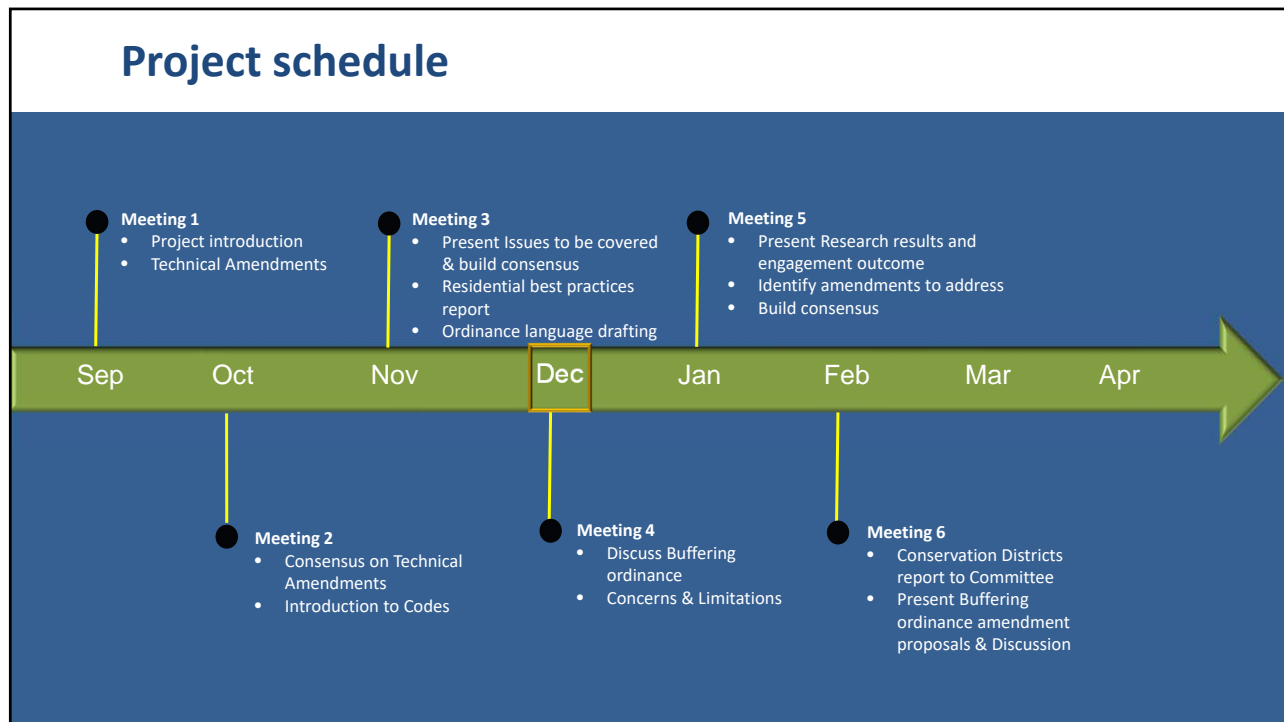 Project schedule
Meeting 1
• Project introduction
• Technical Amendments
Meeting 3
• Present Issues to be covered
& build consensus
• Residential best practices
report
• Ordinance language drafting
Meeting 5
• Present Research results and
engagement outcome
• Identify amendments to address
• Build consensus
Sep Oct Nov Dec Jan Feb Mar Apr
Meeting 2
• Consensus on Technical
Amendments
• Introduction to Codes
Meeting 4
• Discuss Buffering
ordinance
• Concerns & Limitations
Meeting 6
• Conservation Districts
report to Committee
• Present Buffering
ordinance amendment
proposals & Discussion